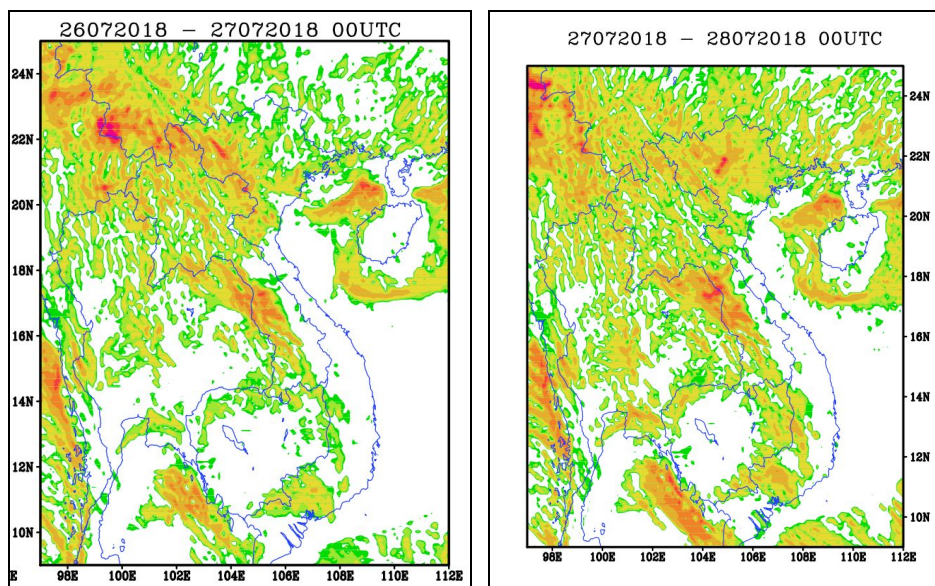 26072018 – 27072018 00UTC
24N
22N
20N
18N
16N
14N
12N
10N
E 98E 100E 102E 104E 106E 108E 110E 112E
27072018 – 28072018 00UTC
24N
22N
20N
18N
16N
14N
12N
10N
98E 100E 102E 104E 106E 108E 110E 112E